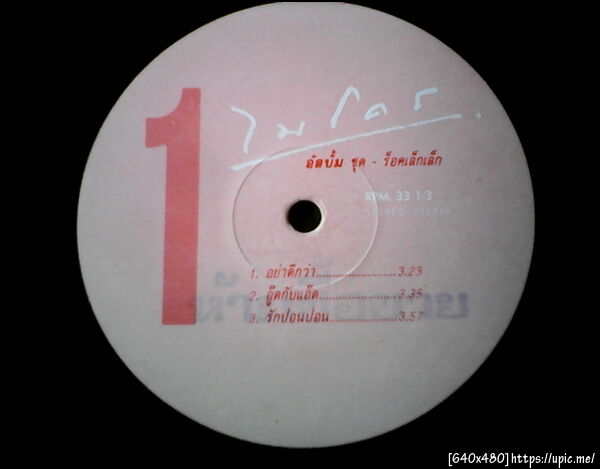 1
ไมโคร
อัลบั้ม ชุด - ร็อคเล็กเล็ก
RPM. 33 1/3
STEREO
1. อย่าดีกว่า........................3.23
2. อู๊ดกับแอ๊ด........................3.35
3. รักปอนปอน........................3.57
[640x480]https://upic.me/